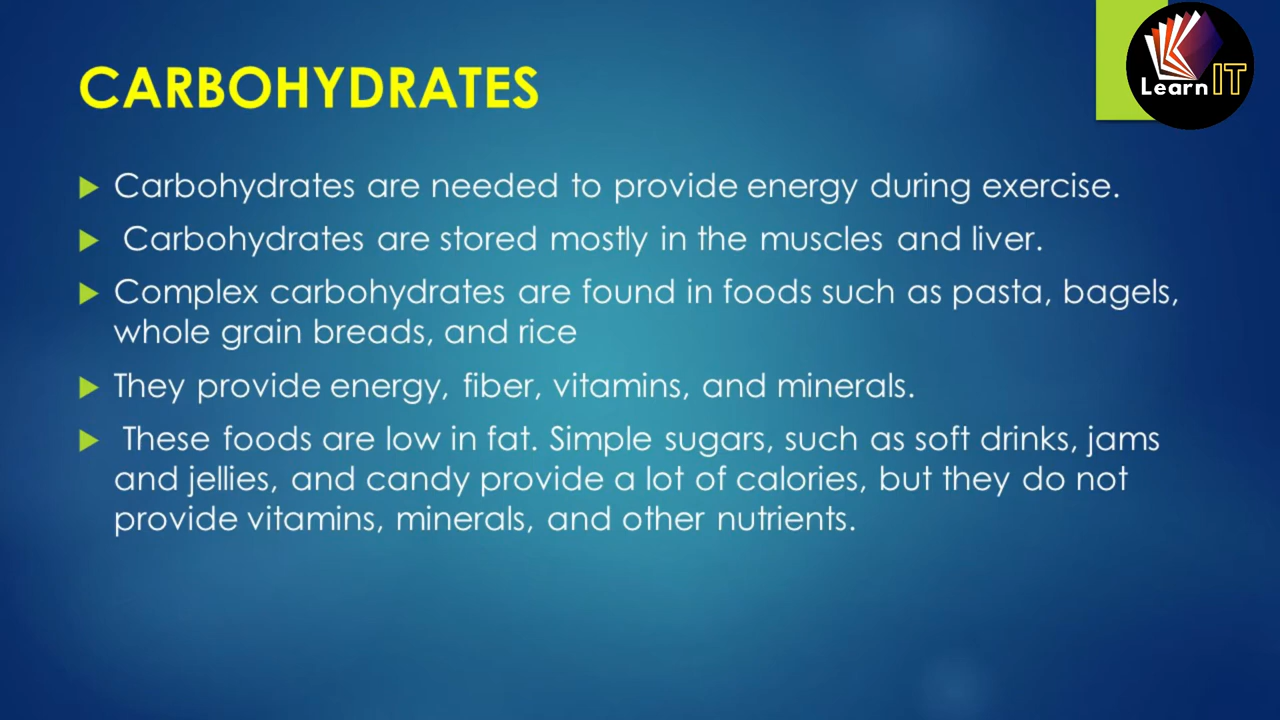 CARBOHYDRATES
Learn IT
Carbohydrates are needed to provide energy during exercise.
Carbohydrates are stored mostly in the muscles and liver.
Complex carbohydrates are found in foods such as pasta, bagels,
whole grain breads, and rice
They provide energy, fiber, vitamins, and minerals.
These foods are low in fat. Simple sugars, such as soft drinks, jams
and jellies, and candy provide a lot of calories, but they do not
provide vitamins, minerals, and other nutrients.